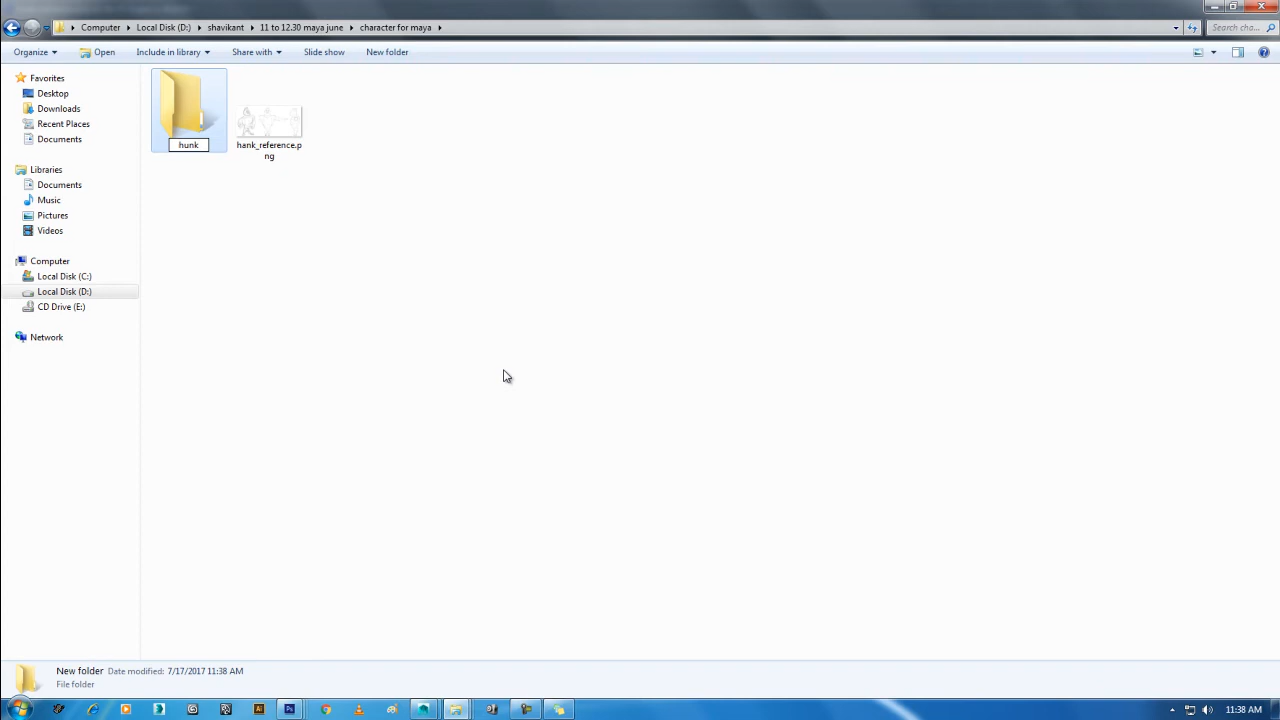 Computer Local Disk (D:) shavikant 11 to 12.30 maya june character for maya
Search cha...
Organize Open Include in library Share with Slide show New folder
Favorites
Desktop
Downloads
Recent Places
Documents
Libraries
Documents
Music
Pictures
Videos
Computer
Local Disk (C:)
Local Disk (D:)
CD Drive (E:)
Network
hunk
hank_reference.p
ng
New folder Date modified: 7/17/2017 11:38 AM
File folder
11:38 AM